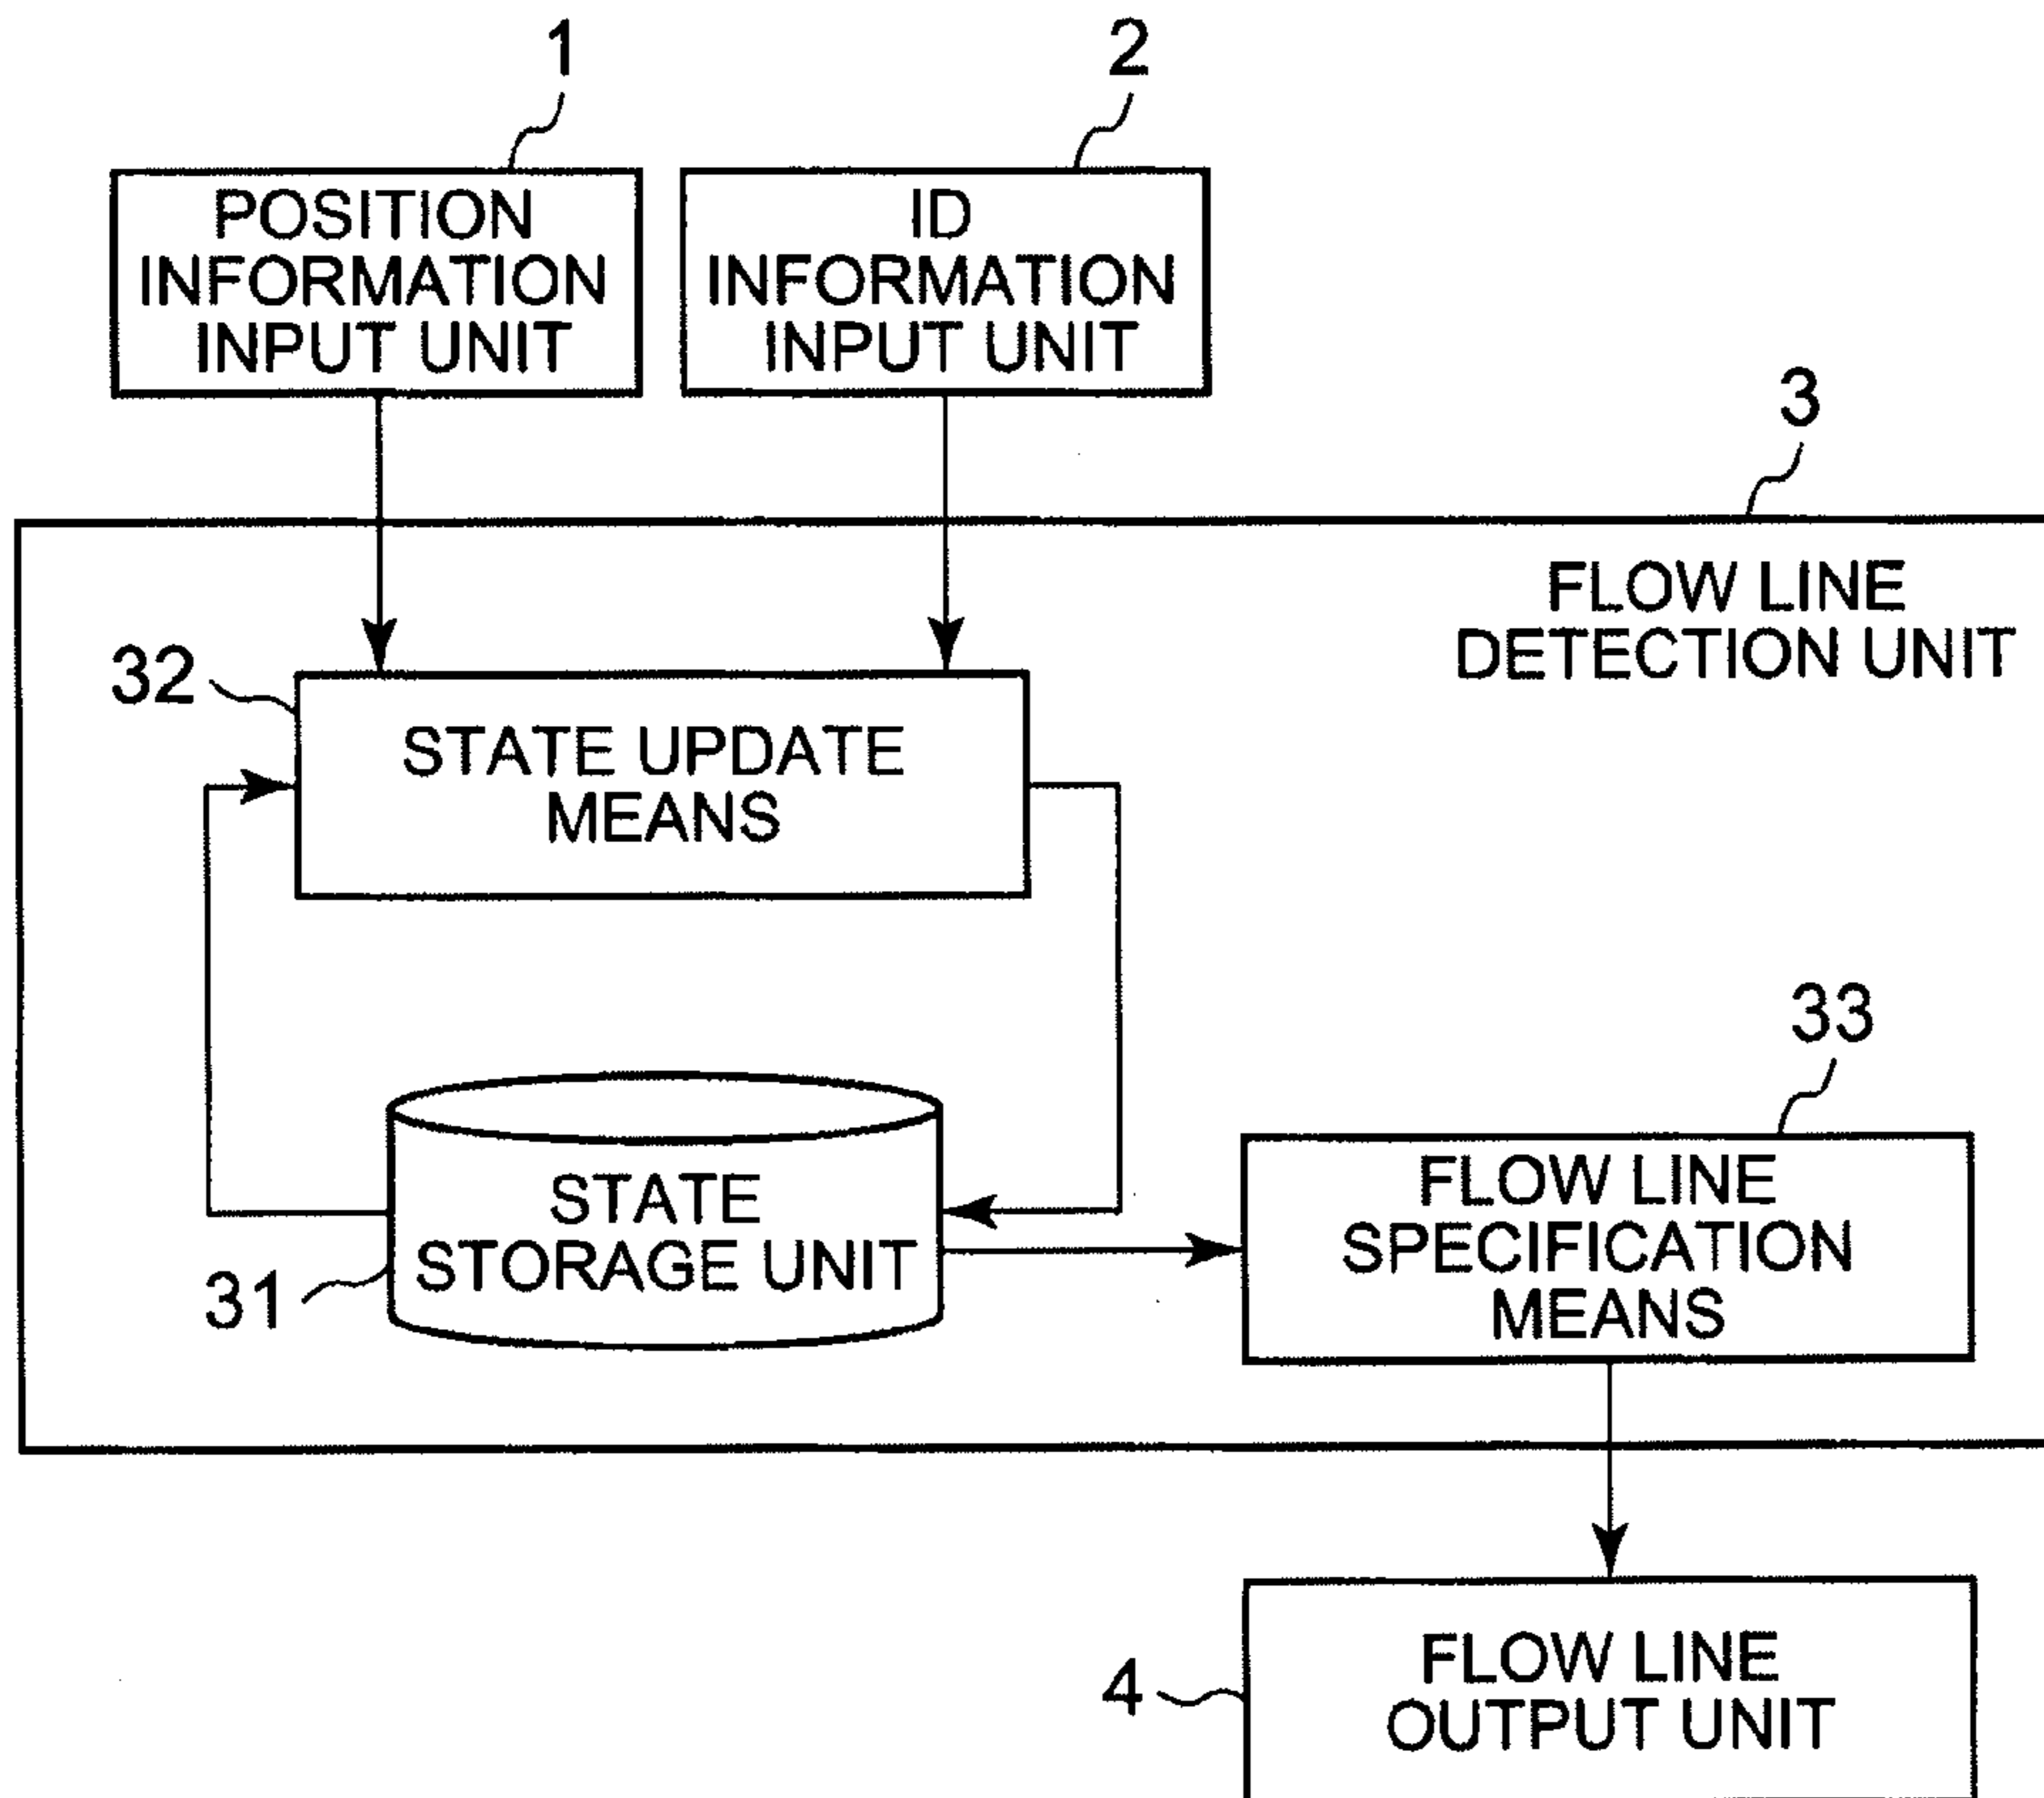 1
2
POSITION
INFORMATION
INPUT UNIT
ID
INFORMATION
INPUT UNIT
3
FLOW LINE
DETECTION UNIT
32
STATE UPDATE
MEANS
33
STATE
STORAGE UNIT
31
FLOW LINE
SPECIFICATION
MEANS
4
FLOW LINE
OUTPUT UNIT